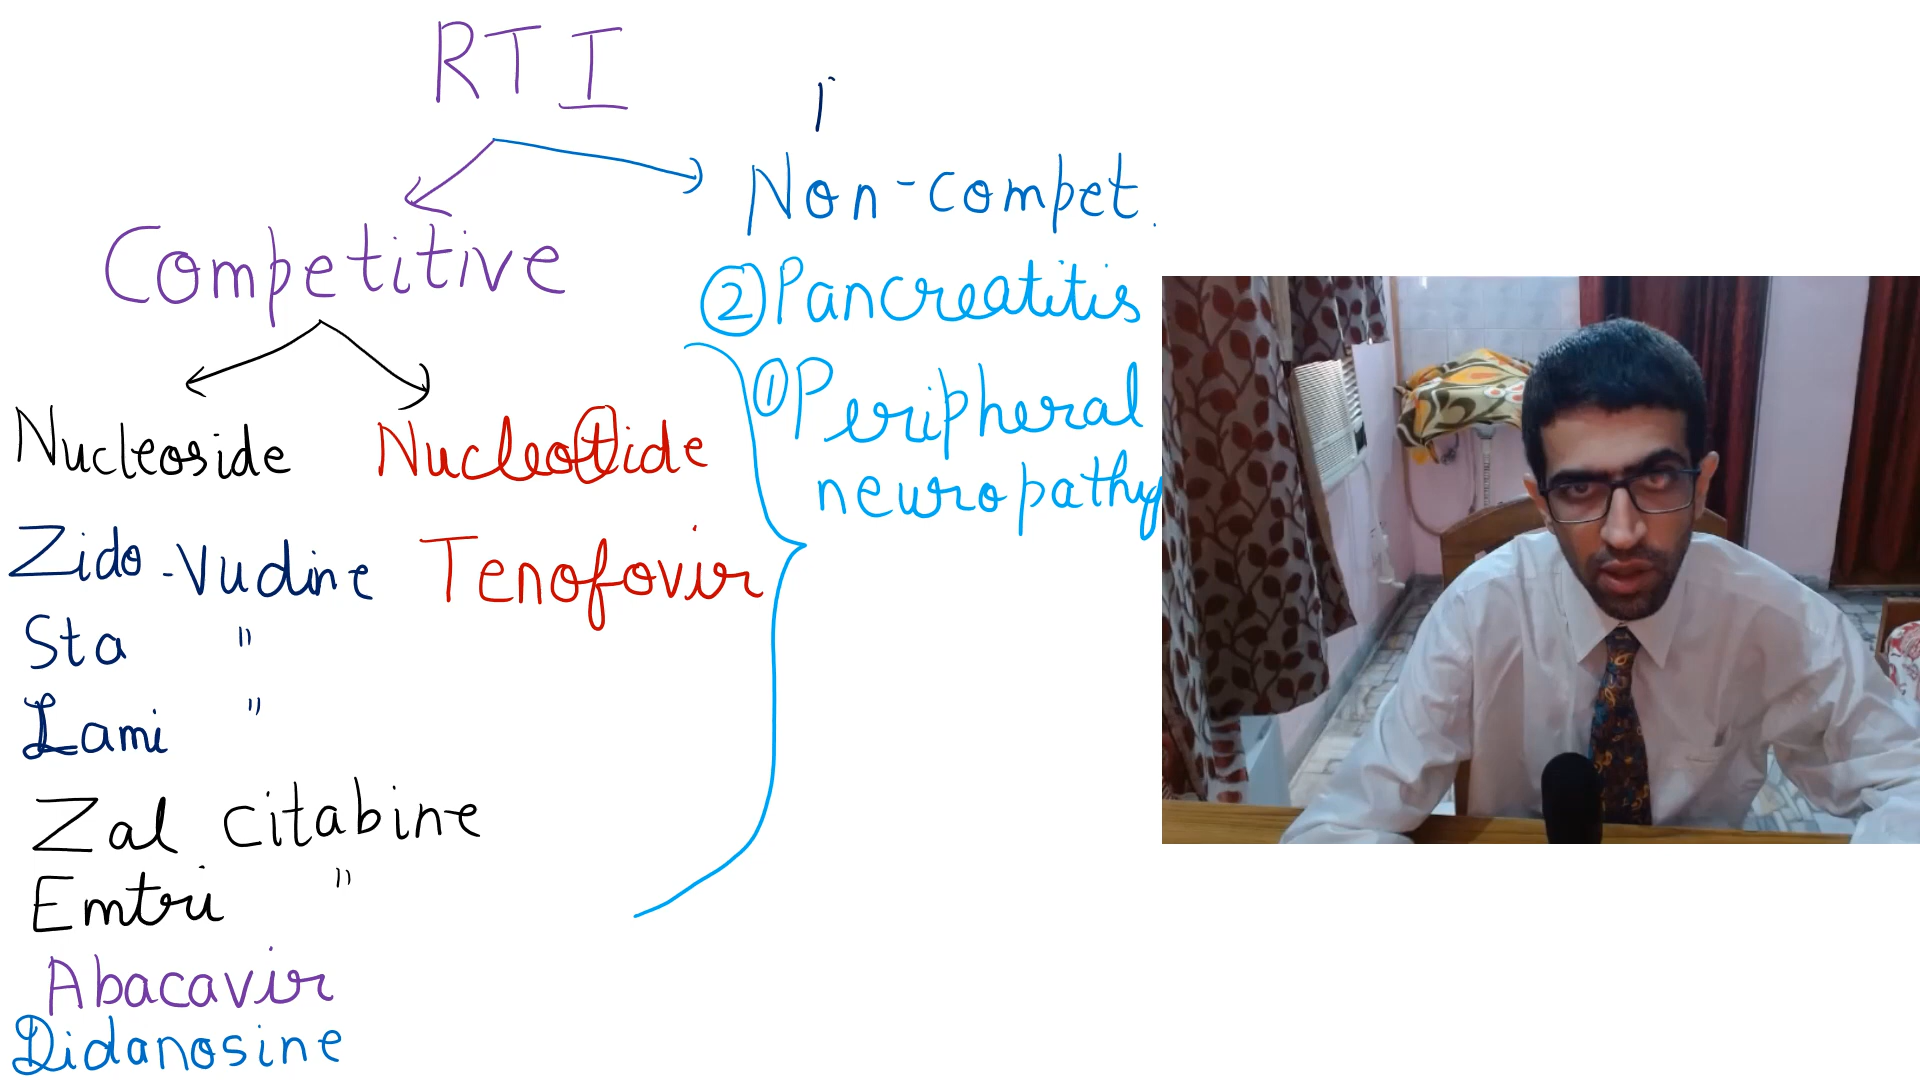 RTI
Competitive
Non-compet.
Nucleoside
Nucleotide
② Pancreatitis
① Peripheral
neuropathy
Zido-vudine
Tenofovir
Sta "
Lami "
Zal citabine
Emtri "
Abacavir
Didanosine